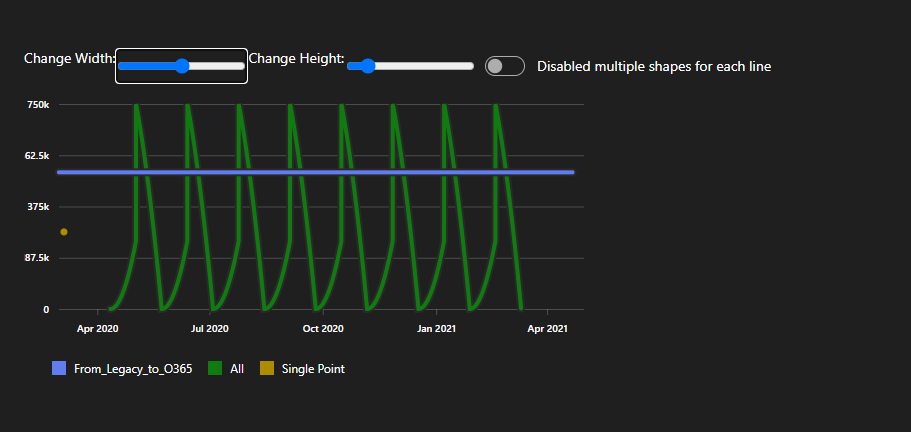 Change Width: Change Height: Disabled multiple shapes for each line
750k
62.5k
375k
87.5k
0
Apr 2020 Jul 2020 Oct 2020 Jan 2021 Apr 2021
From_Legacy_to_O365 All Single Point